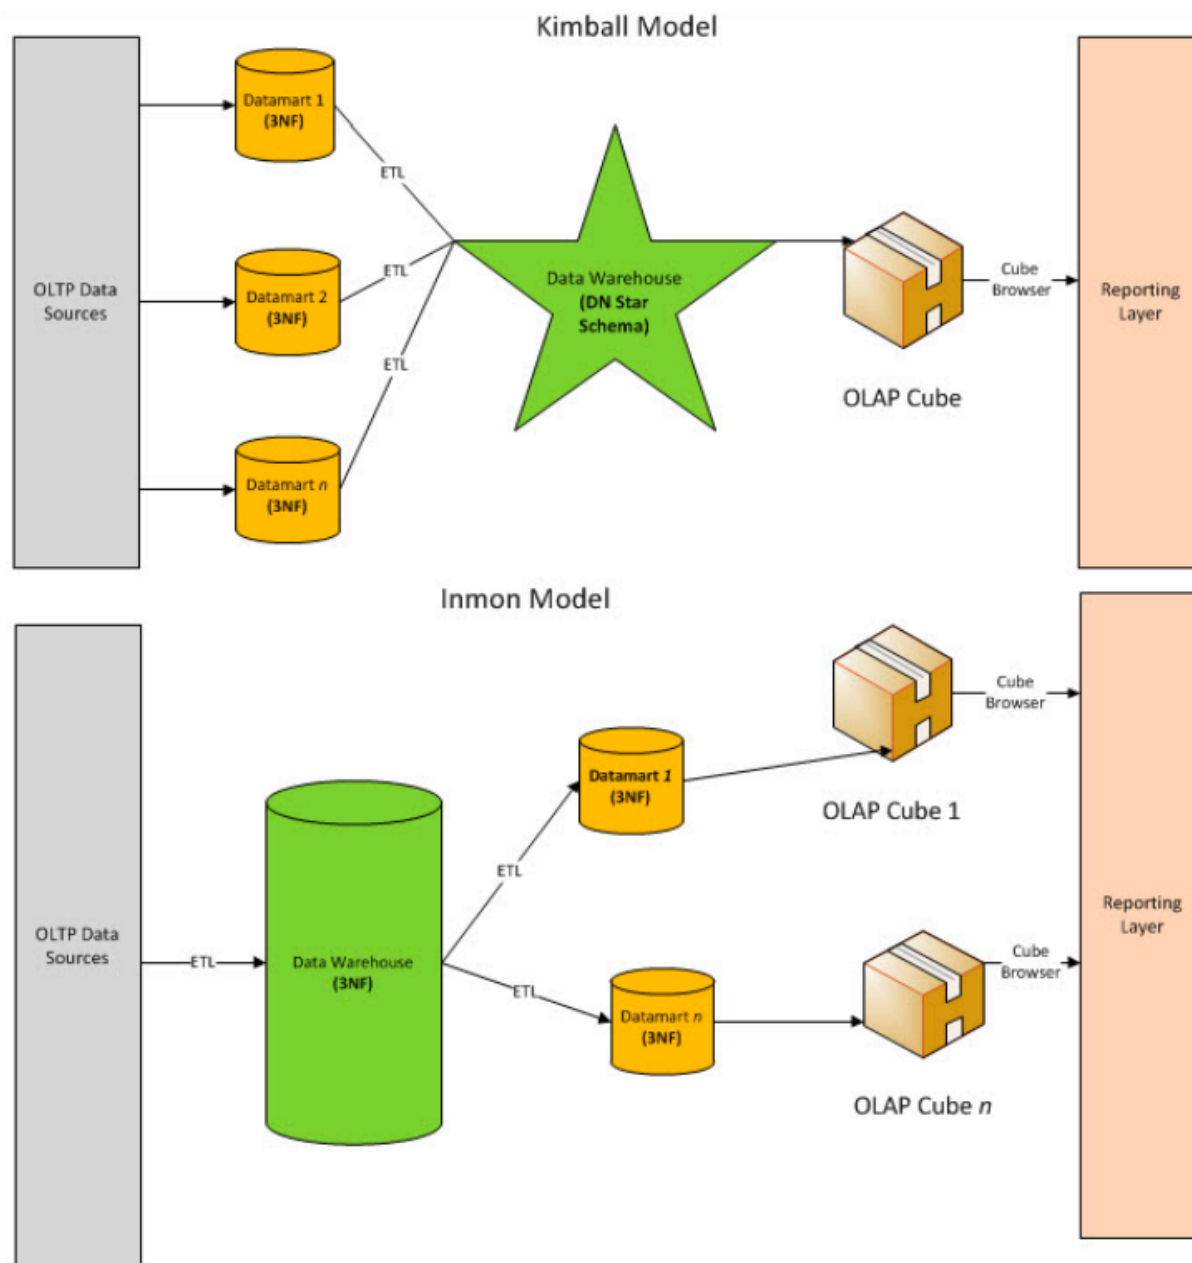 Kimball Model
OLTP Data
Sources
Datamart 1
(3NF)
ETL
Datamart 2
(3NF)
ETL
Datamart n
(3NF)
ETL
Data Warehouse
(DN Star
Schema)
OLAP Cube
Cube
Browser
Reporting
Layer
Inmon Model
OLTP Data
Sources
ETL
Data Warehouse
(3NF)
ETL
Datamart 1
(3NF)
OLAP Cube 1
Cube
Browser
ETL
Datamart n
(3NF)
OLAP Cube n
Cube
Browser
Reporting
Layer